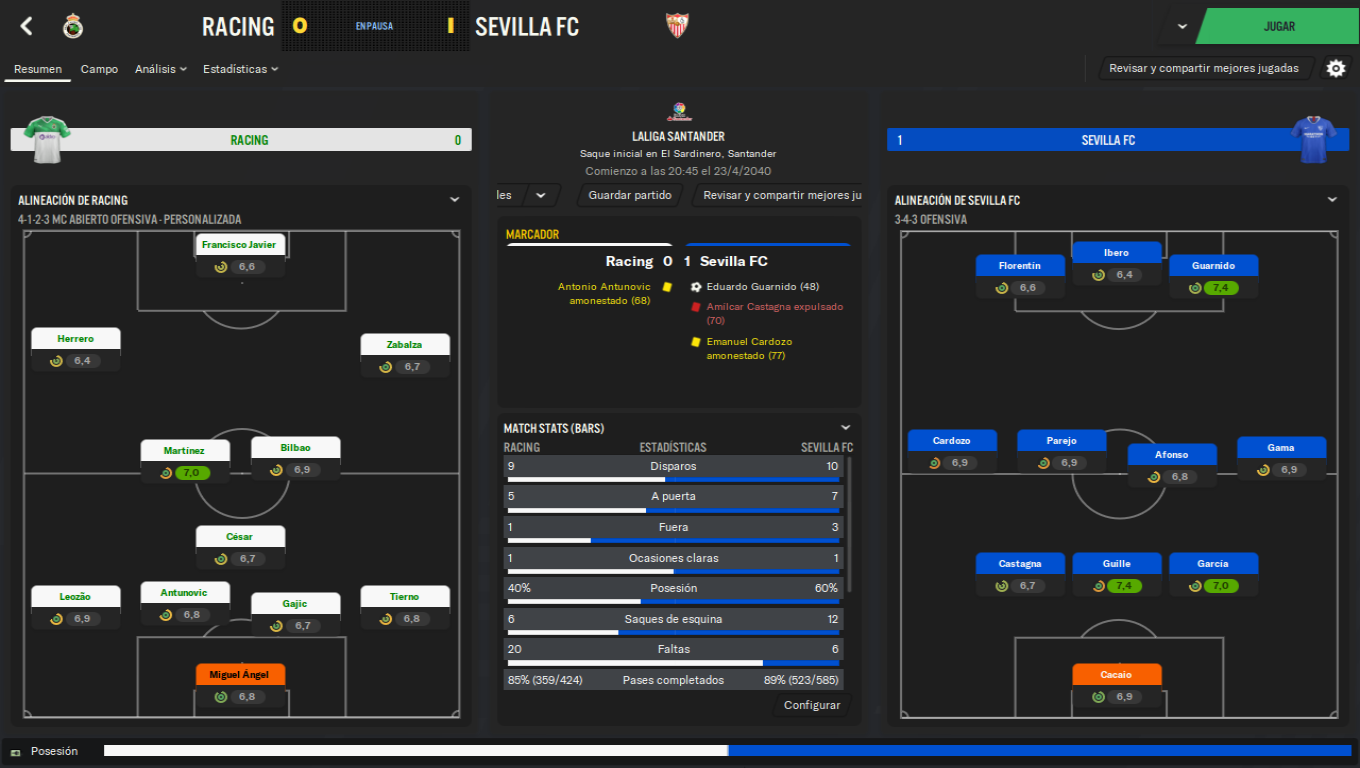 RACING 0 EN PAUSA 1 SEVILLA FC
JUGAR
Resumen Campo Análisis Estadísticas
Revisar y compartir mejores jugadas
RACING 0
LALIGA SANTANDER
Saque inicial en El Sardinero, Santander
Comienzo a las 20:45 el 23/4/2040
1 SEVILLA FC
les Guardar partido Revisar y compartir mejores ju
ALINEACIÓN DE RACING
4-1-2-3 MC ABIERTO OFENSIVA - PERSONALIZADA
Francisco Javier
6,6
Herrero
6,4
Zabalza
6,7
Martínez
7,0
Bilbao
6,9
César
6,7
Leozão
6,9
Antunovic
6,8
Gajic
6,7
Tierno
6,8
Miguel Ángel
6,8
MARCADOR
Racing 0 1 Sevilla FC
Antonio Antunovic
amonestado (68)
Eduardo Guarnido (48)
Amilcar Castagna expulsado
(70)
Emanuel Cardozo
amonestado (77)
MATCH STATS (BARS)
RACING ESTADÍSTICAS SEVILLA FC
9 Disparos 10
5 A puerta 7
1 Fuera 3
1 Ocasiones claras 1
40% Posesión 60%
6 Saques de esquina 12
20 Faltas 6
85% (359/424) Pases completados 89% (523/585)
Configurar
ALINEACIÓN DE SEVILLA FC
3-4-3 OFENSIVA
Florentín
6,6
Ibero
6,4
Guarnido
7,4
Cardozo
6,9
Parejo
6,9
Afonso
6,8
Gama
6,9
Castagna
6,7
Guille
7,4
García
7,0
Cacaio
6,9
Posesión